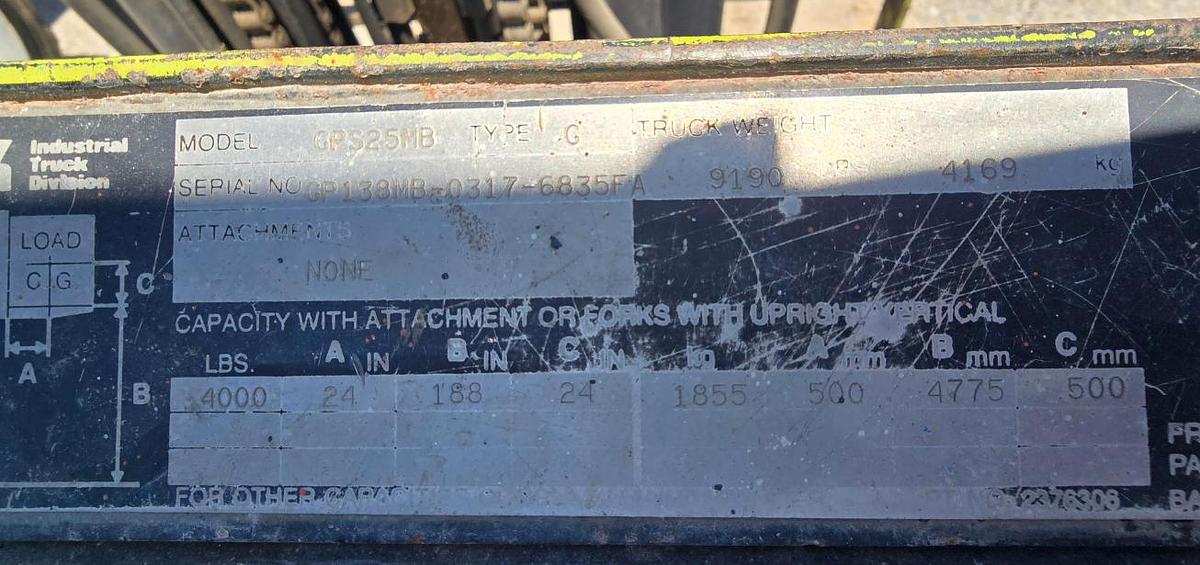 Industrial
Truck
Division
MODEL GPS25MB TYPE G TRUCK WEIGHT
SERIAL NO GP138MB-0317-6835FA 9190 4169 kg
ATTACHMENTS
NONE
LOAD
C.G
C
A
B
CAPACITY WITH ATTACHMENT OR FORKS WITH UPRIGHT VERTICAL
LBS. A IN B IN C IN kg A mm B mm C mm
4000 24 188 24 1855 500 4775 500
FOR OTHER 2376306